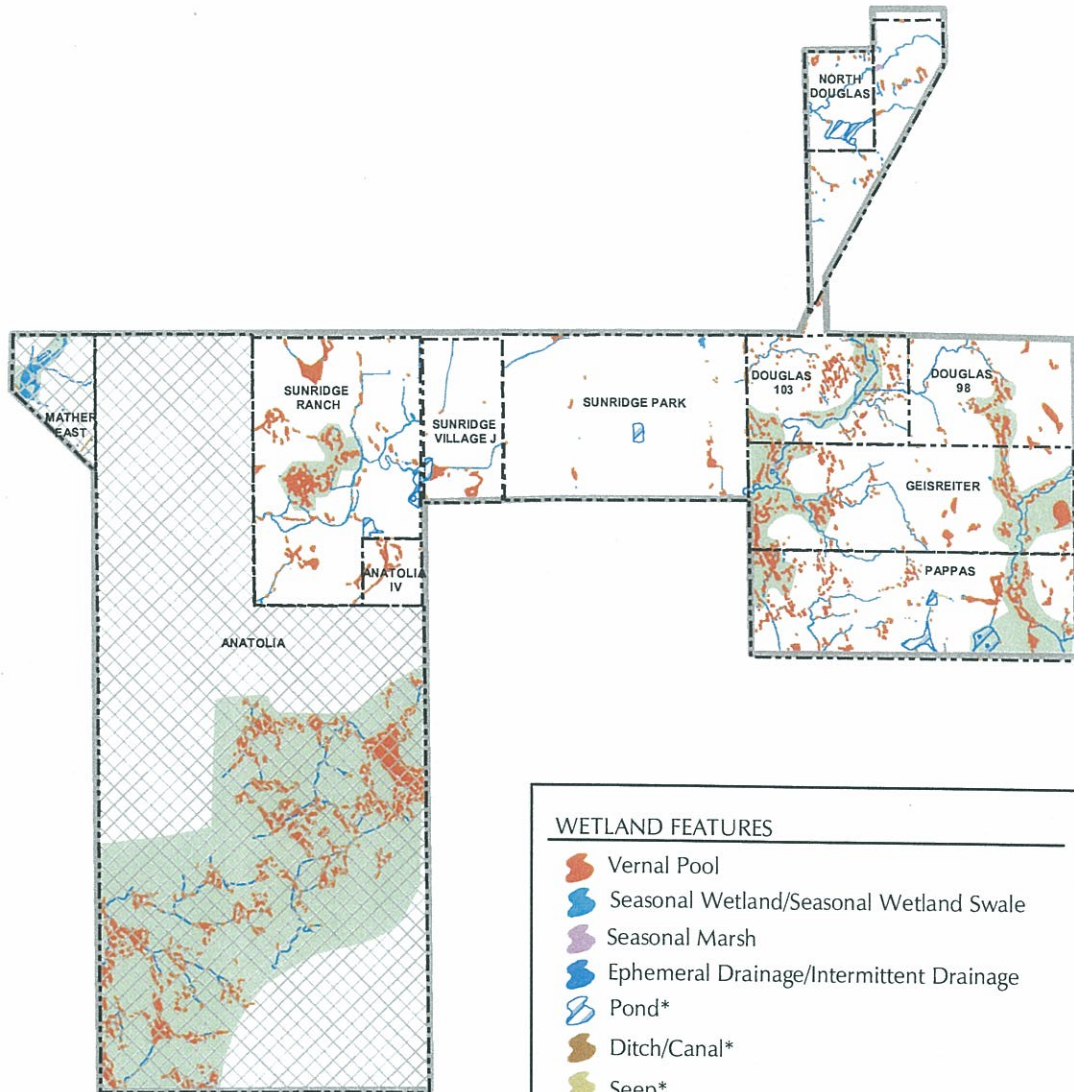 NORTH
DOUGLAS
MATHER
EAST
SUNRIDGE
RANCH
SUNRIDGE
VILLAGE J
SUNRIDGE PARK
DOUGLAS
103
DOUGLAS
98
GEISREITER
PAPPAS
ANATOLIA
IV
ANATOLIA
WETLAND FEATURES
Vernal Pool
Seasonal Wetland/Seasonal Wetland Swale
Seasonal Marsh
Ephemeral Drainage/Intermittent Drainage
Pond*
Ditch/Canal*
Seep*